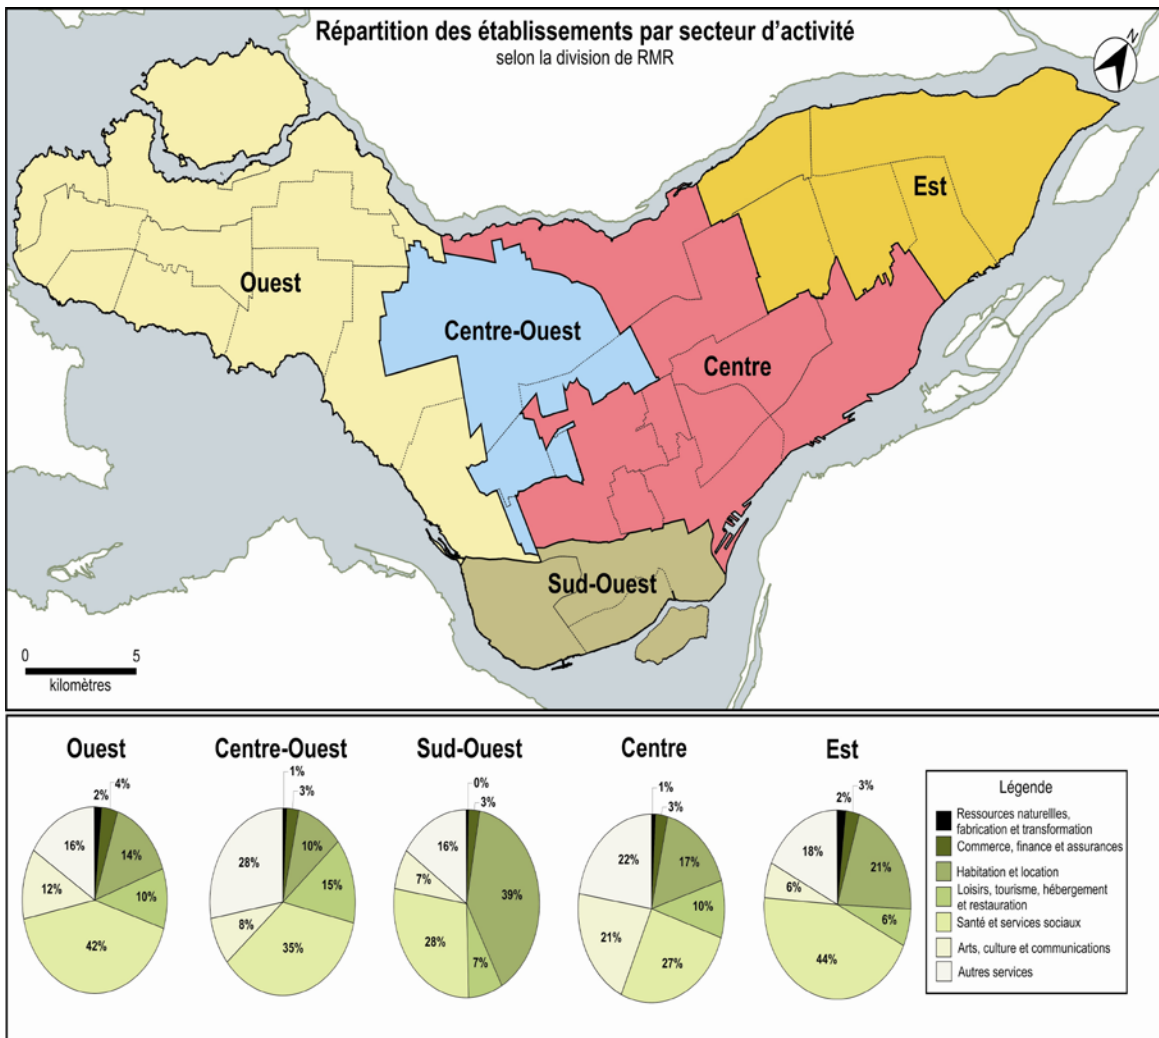 Répartition des établissements par secteur d'activité
selon la division de RMR
N
Est
Ouest
Centre-Ouest
Centre
Sud-Ouest
0 5
kilomètres
Ouest
2%
4%
14%
10%
42%
12%
16%
Centre-Ouest
1%
3%
10%
15%
35%
8%
28%
Sud-Ouest
0%
3%
39%
7%
28%
7%
16%
Centre
1%
3%
17%
10%
27%
21%
22%
Est
2%
3%
21%
6%
44%
6%
18%
Légende
Ressources naturellles,
fabrication et transformation
Commerce, finance et assurances
Habitation et location
Loisirs, tourisme, hébergement
et restauration
Santé et services sociaux
Arts, culture et communications
Autres services